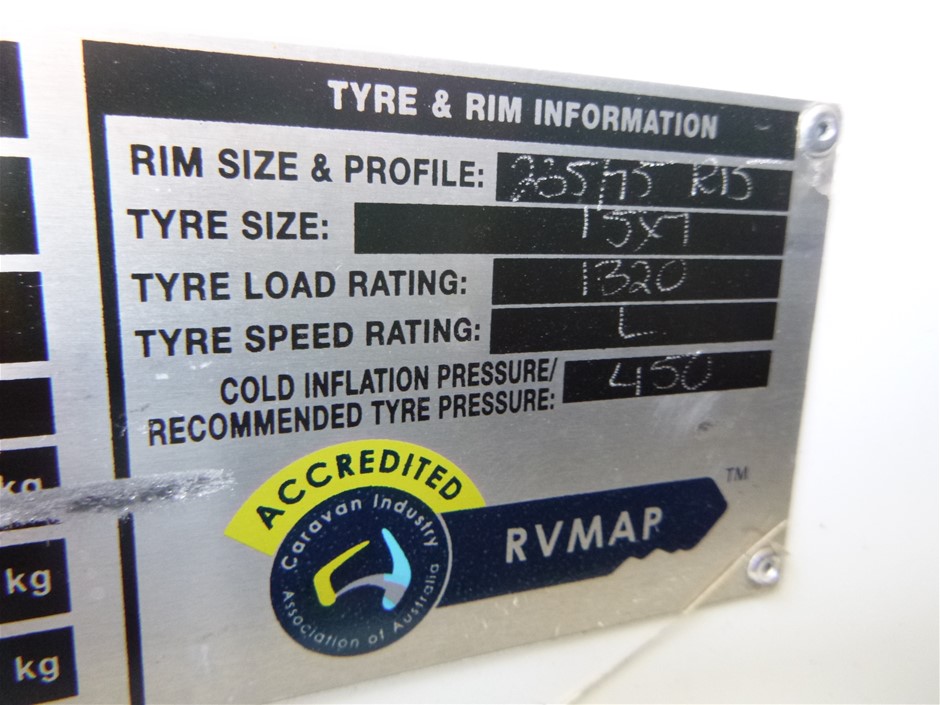 TYRE & RIM INFORMATION
RIM SIZE & PROFILE: 235/75 R15
TYRE SIZE: 15X7
TYRE LOAD RATING: 1320
TYRE SPEED RATING: L
COLD INFLATION PRESSURE/
RECOMMENDED TYRE PRESSURE: 450
ACCREDITED
Caravan Industry
Association of Australia
RVMAP
TM
kg
kg
kg